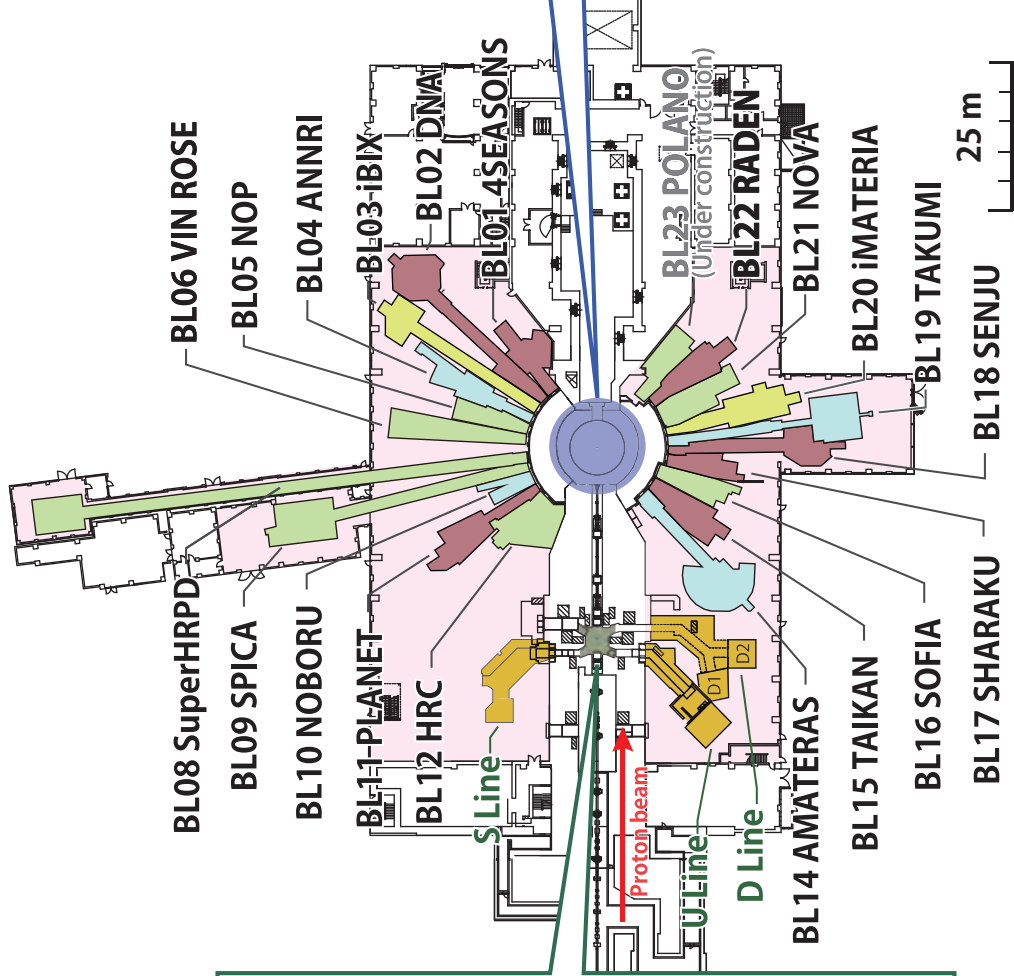 BL06 VIN ROSE
BL05 NOP
BL04 ANNRI
BL03 iBIX
BL02 DNA
BL01 4SEASONS
BL23 POLANO
(Under construction)
BL22 RADEN
BL21 NOVA
BL20 iMATERIA
BL19 TAKUMI
BL18 SENJU
25 m
BL08 SuperHRPD
BL09 SPICA
BL10 NOBORU
BL11 PLANET
BL12 HRC
S Line
Proton beam
U Line
D Line
D1
D2
BL14 AMATERAS
BL15 TAIKAN
BL16 SOFIA
BL17 SHARAKU